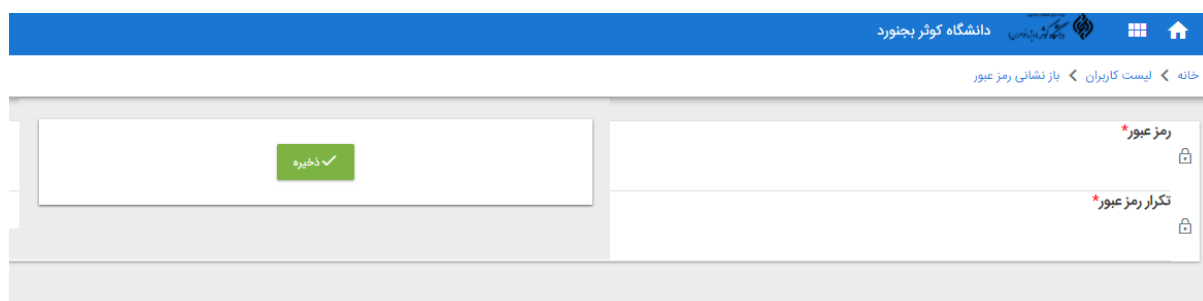 دانشگاه کوثر بجنورد
خانه > لیست کاربران > باز نشانی رمز عبور
رمز عبور*
ذخیره
تکرار رمز عبور*